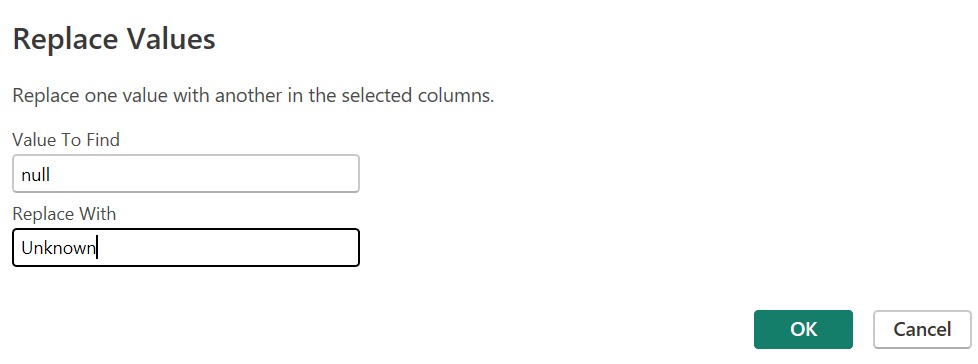 Replace Values
Replace one value with another in the selected columns.
Value To Find
null
Replace With
Unknown
OK
Cancel